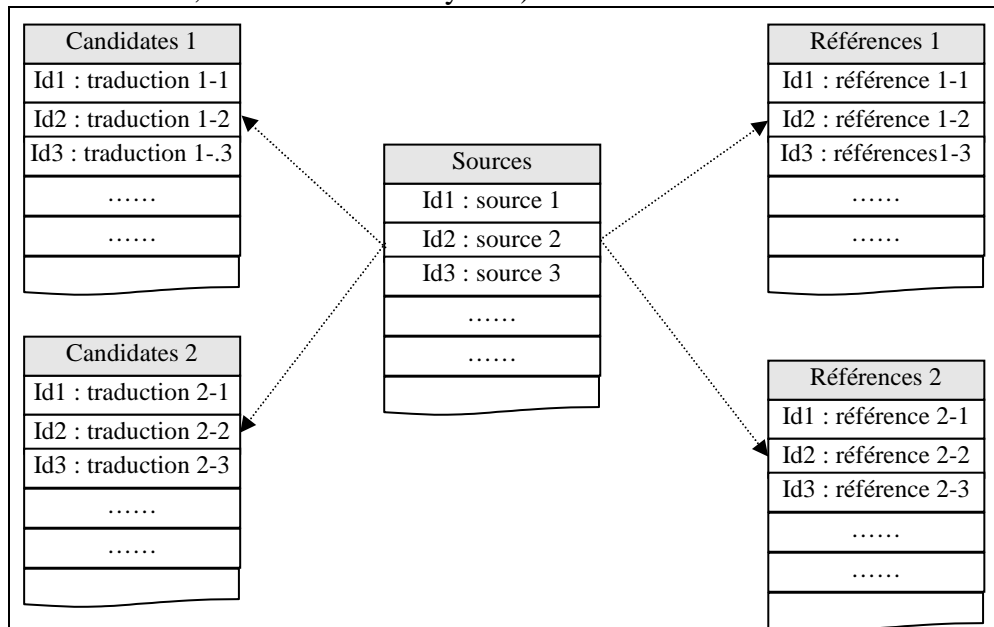 Candidates 1
Id1 : traduction 1-1
Id2 : traduction 1-2
Id3 : traduction 1-.3
……
……
Candidates 2
Id1 : traduction 2-1
Id2 : traduction 2-2
Id3 : traduction 2-3
……
……
Sources
Id1 : source 1
Id2 : source 2
Id3 : source 3
……
……
Références 1
Id1 : référence 1-1
Id2 : référence 1-2
Id3 : références1-3
……
……
Références 2
Id1 : référence 2-1
Id2 : référence 2-2
Id3 : référence 2-3
……
……